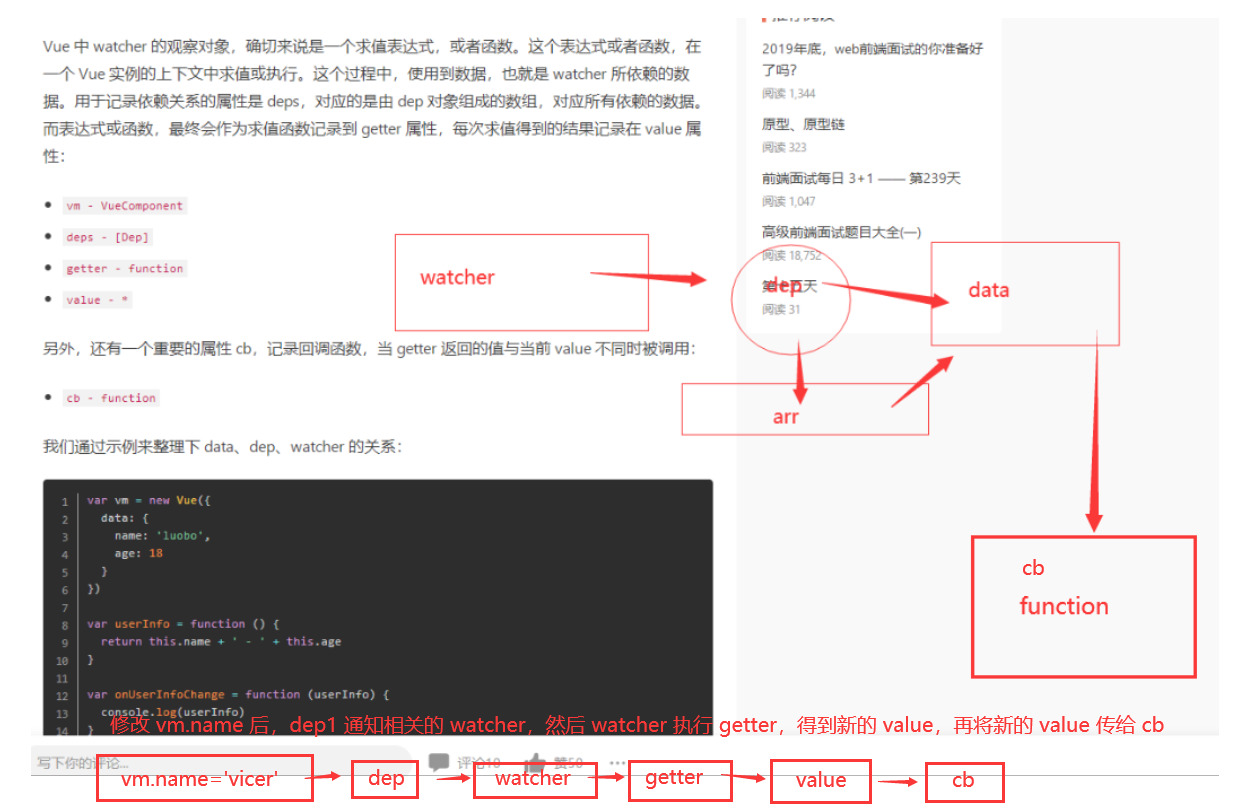 Vue 中 watcher 的观察对象，确切来说是一个求值表达式，或者函数。这个表达式或者函数，在
一个 Vue 实例的上下文中求值或执行。这个过程中，使用到数据，也就是 watcher 所依赖的数
据。用于记录依赖关系的属性是 deps，对应的是由 dep 对象组成的数组，对应所有依赖的数据。
而表达式或函数，最终会作为求值函数记录到 getter 属性，每次求值得到的结果记录在 value 属
性：
vm - VueComponent
deps - [Dep]
getter - function
value - *
另外，还有一个重要的属性 cb，记录回调函数，当 getter 返回的值与当前 value 不同时被调用：
cb - function
我们通过示例来整理下 data、dep、watcher 的关系：
1 var vm = new Vue({
2 data: {
3 name: 'luobo',
4 age: 18
5 }
6 })
7
8 var userInfo = function () {
9 return this.name + ' - ' + this.age
10 }
11
12 var onUserInfoChange = function (userInfo) {
13 console.log(userInfo)
14 }
2019年底，web前端面试的你准备好
了吗？
阅读 1,344
原型、原型链
阅读 323
前端面试每日 3+1 —— 第239天
阅读 1,047
高级前端面试题目大全(一)
阅读 18,752
阅读 31
watcher
dep
data
arr
cb
function
修改 vm.name 后，dep1 通知相关的 watcher，然后 watcher 执行 getter，得到新的 value，再将新的 value 传给 cb
写下你的评论...
评论10
赞50
vm.name='vicer'
dep
watcher
getter
value
cb